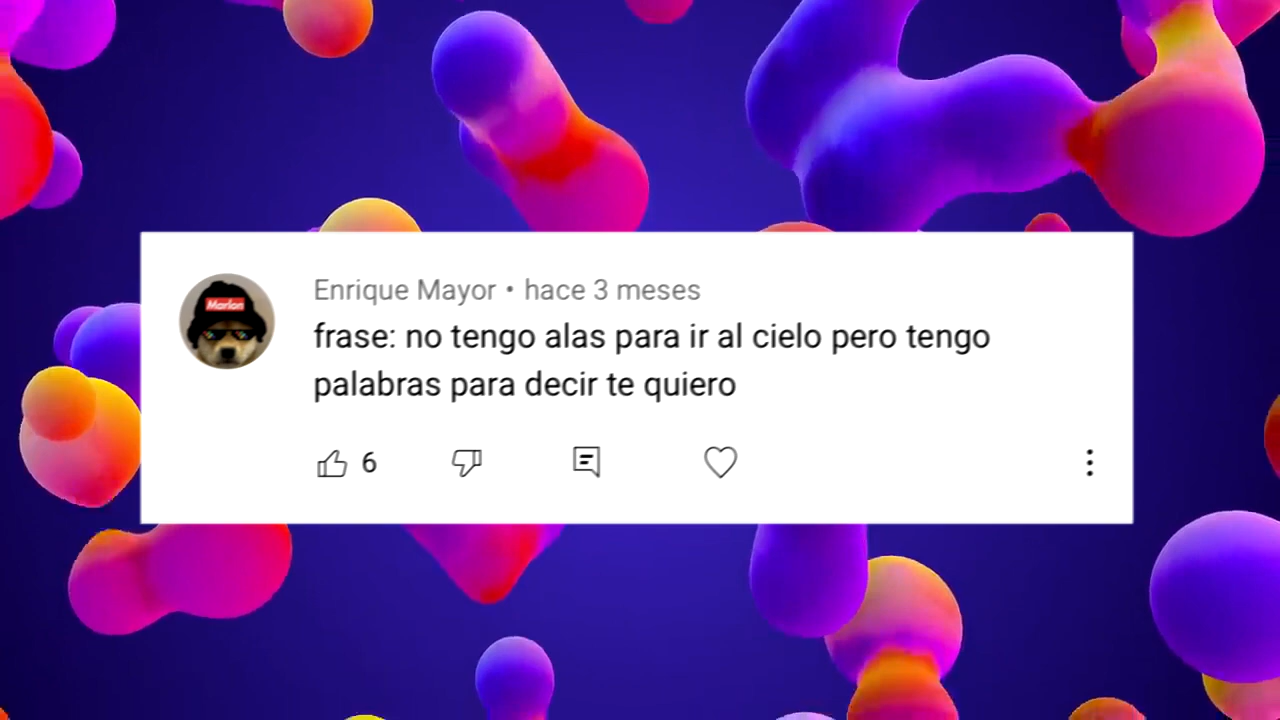 Marlon
Enrique Mayor • hace 3 meses
frase: no tengo alas para ir al cielo pero tengo
palabras para decir te quiero
6